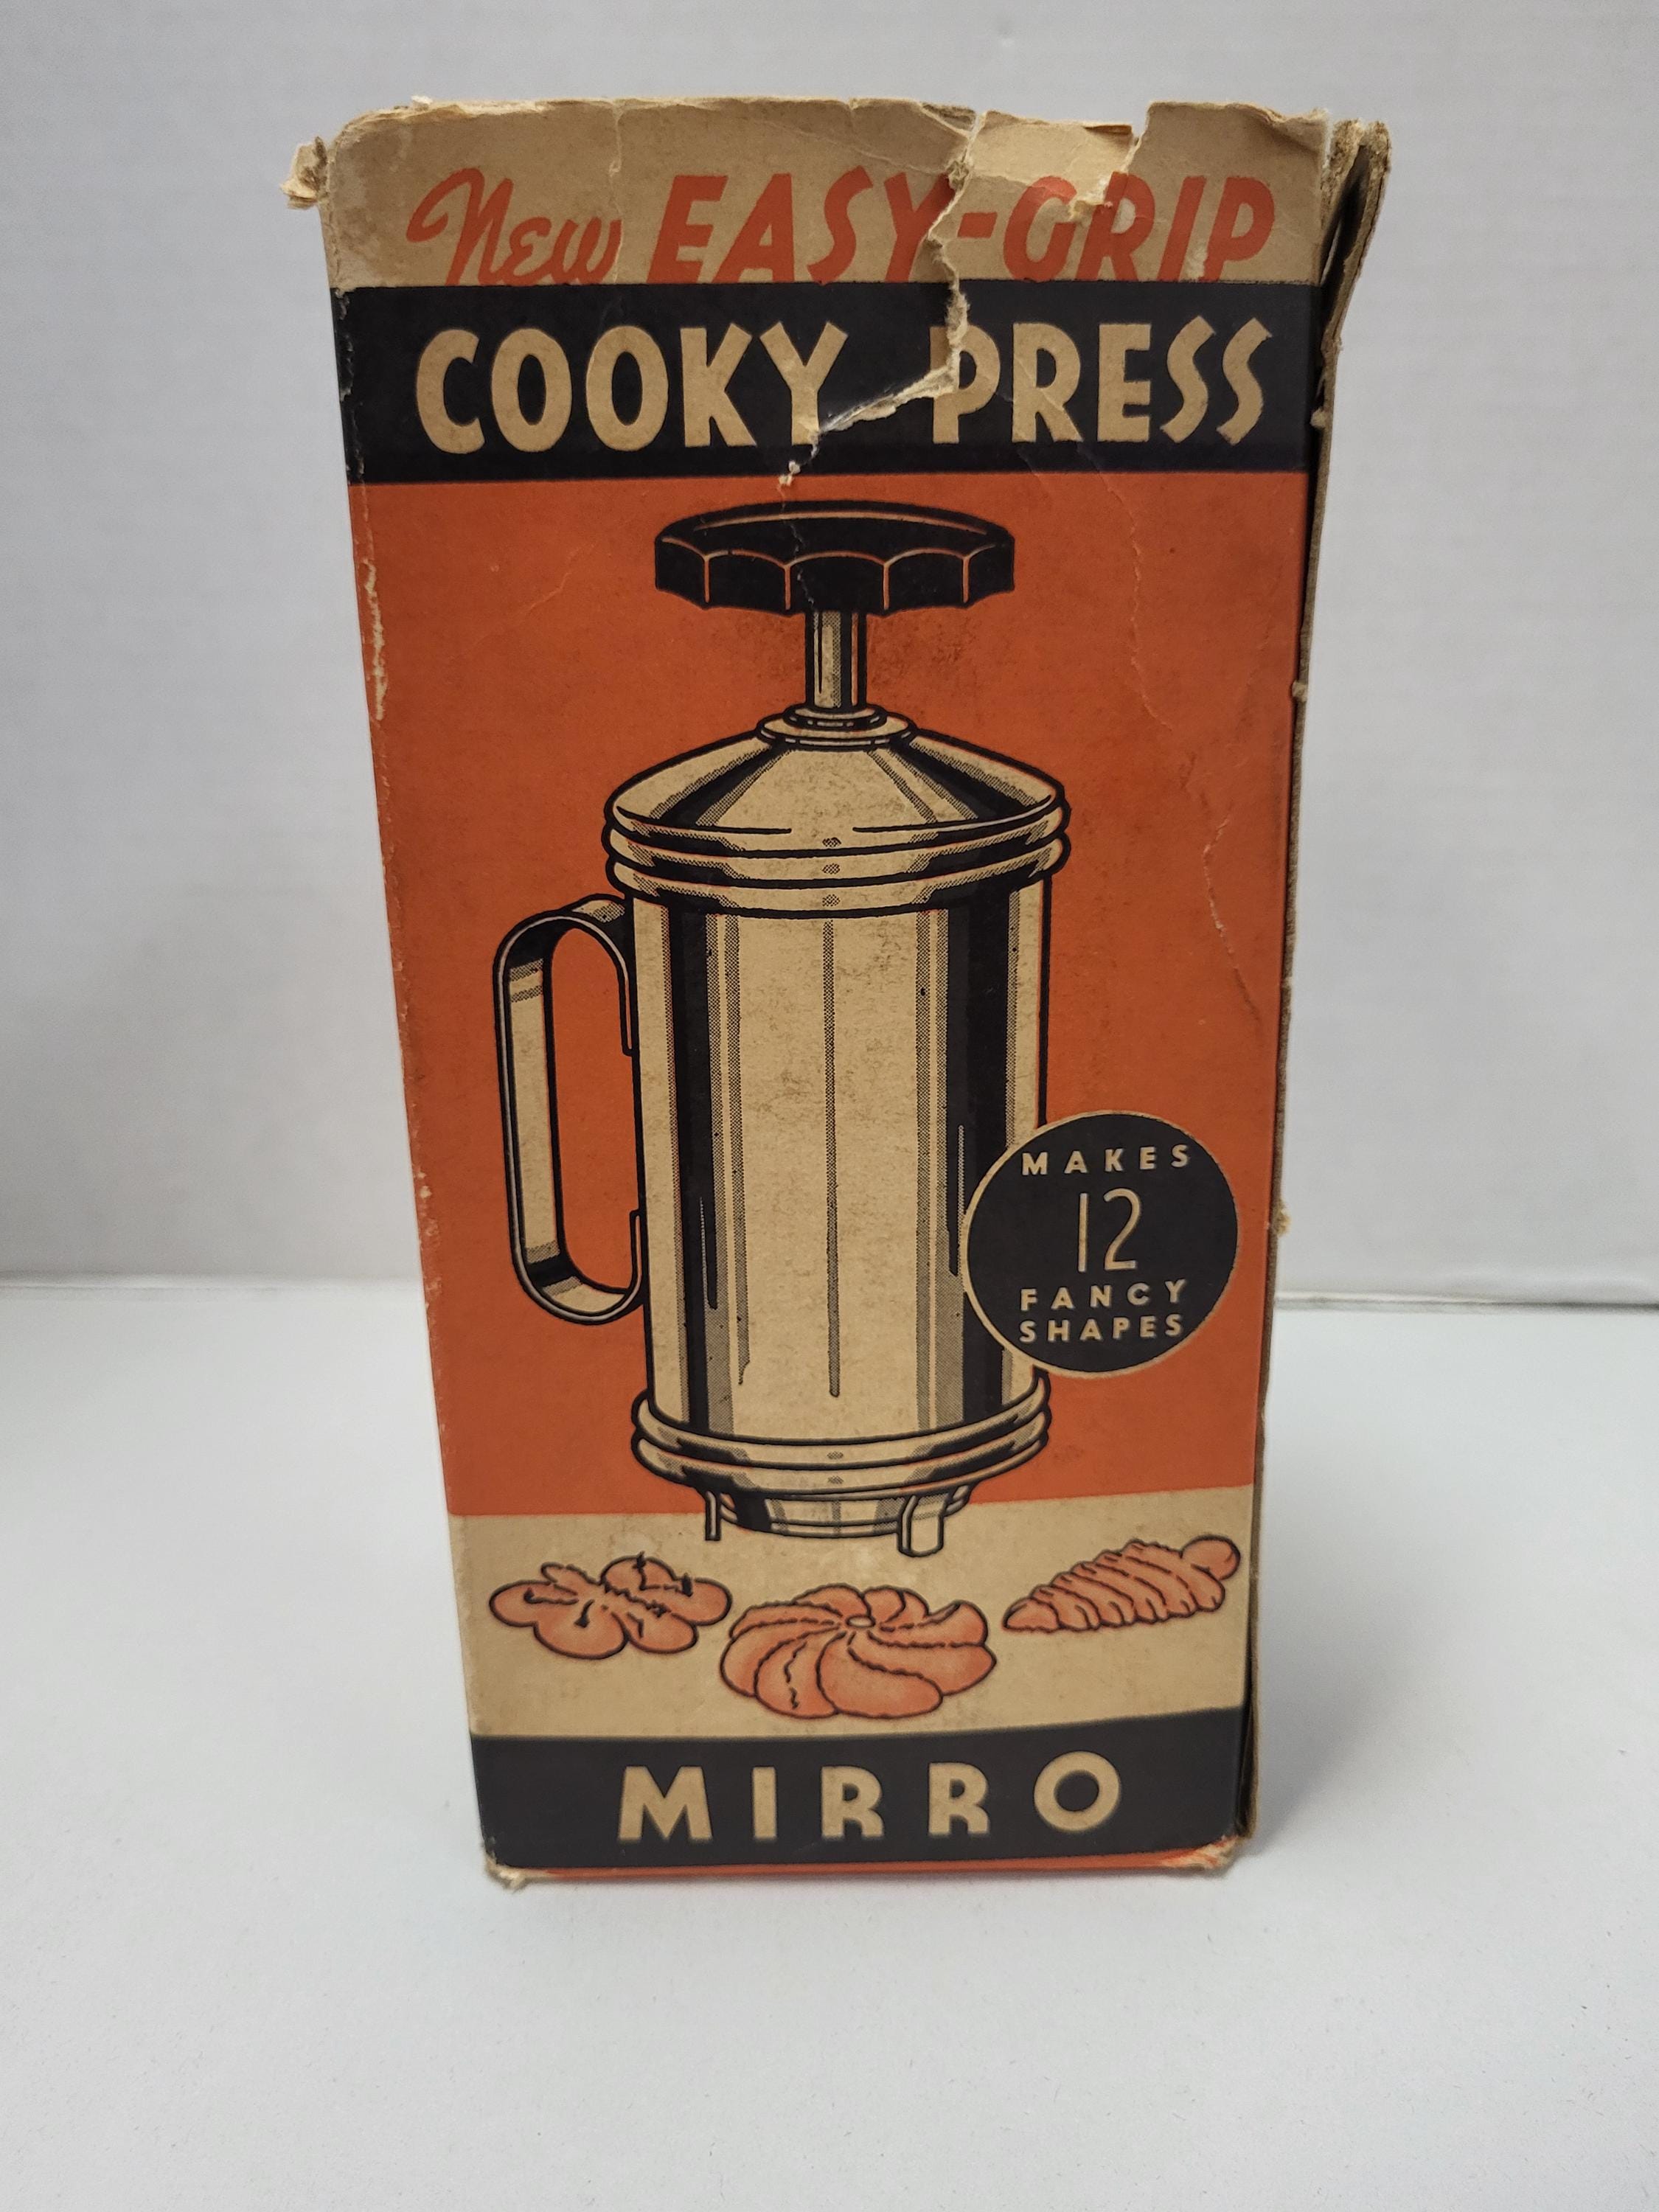 New EASY-GRIP
COOKY PRESS
MAKES
12
FANCY
SHAPES
MIRRO